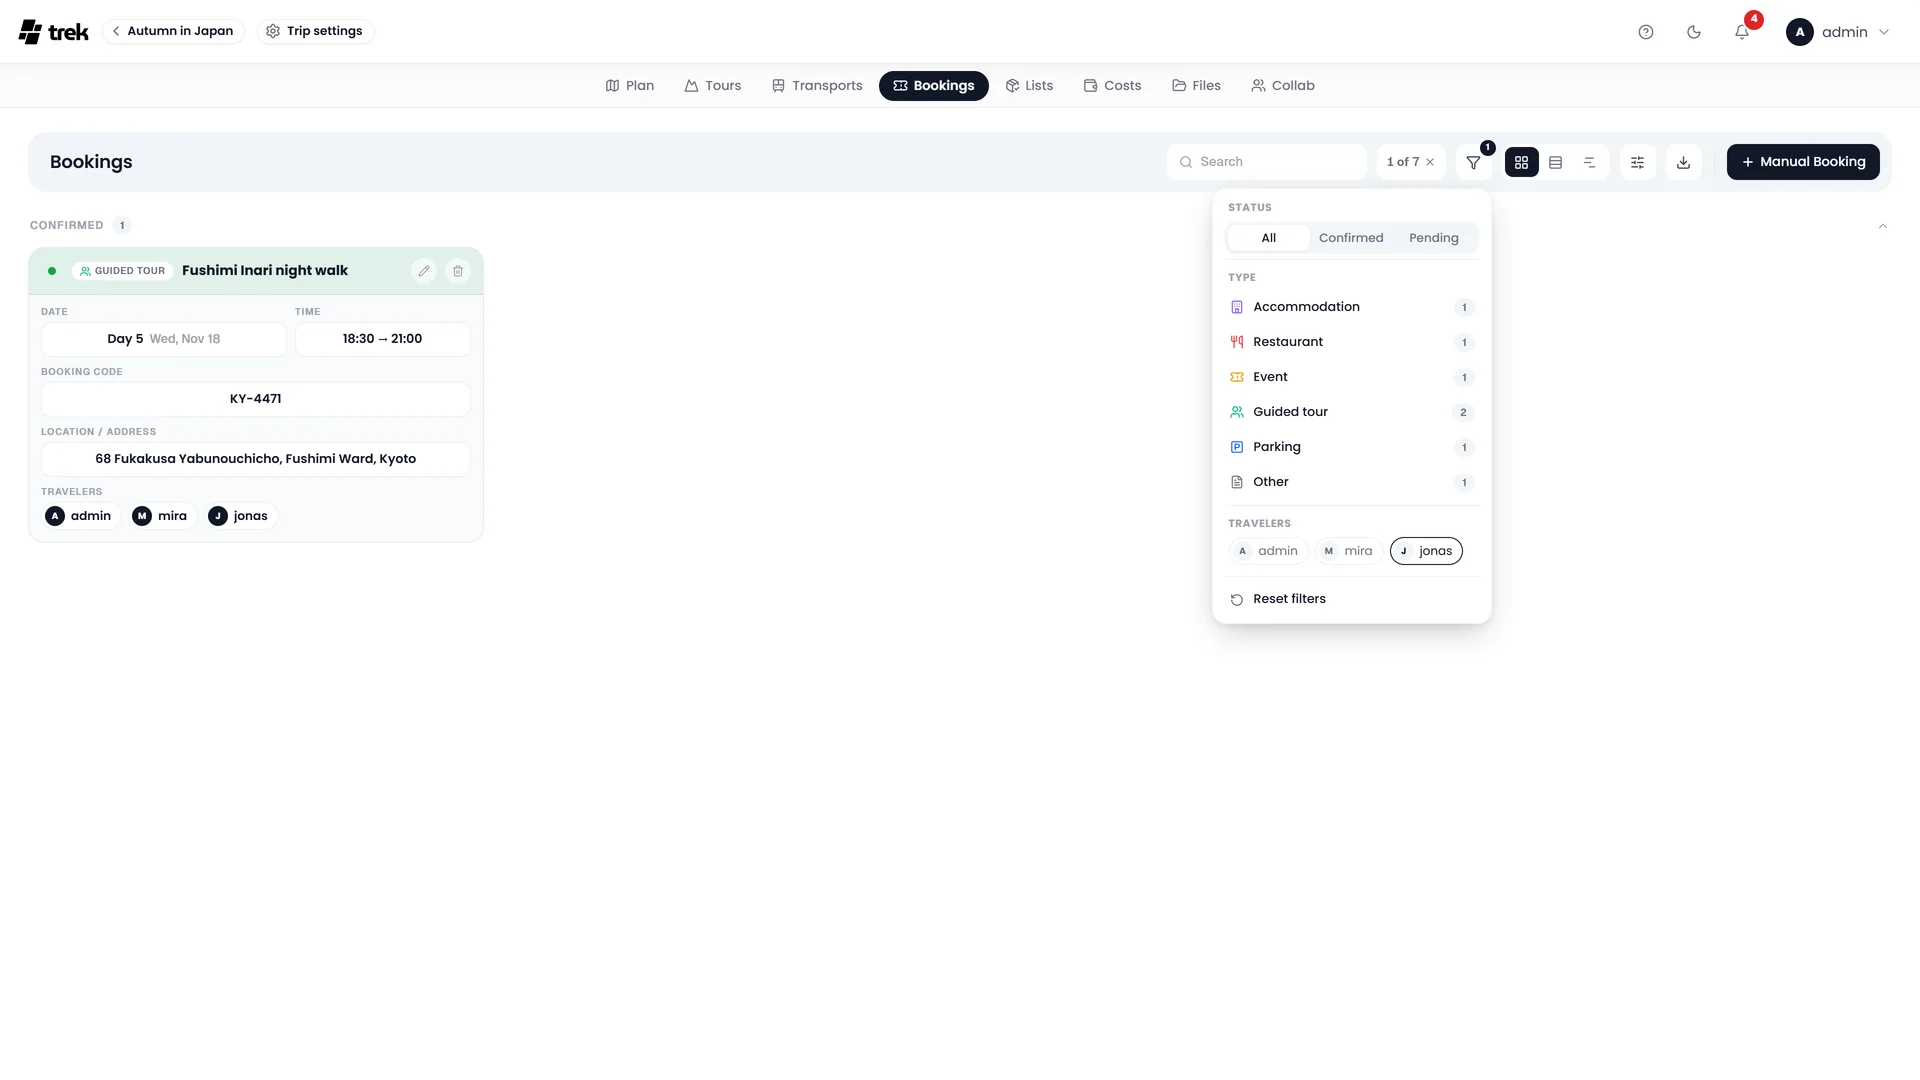 trek
Autumn in Japan
Trip settings
4
A admin
Plan
Tours
Transports
Bookings
Lists
Costs
Files
Collab
Bookings
Search
1 of 7
1
+ Manual Booking
CONFIRMED 1
GUIDED TOUR Fushimi Inari night walk
DATE
TIME
Day 5 Wed, Nov 18
18:30 → 21:00
BOOKING CODE
KY-4471
LOCATION / ADDRESS
68 Fukakusa Yabunouchicho, Fushimi Ward, Kyoto
TRAVELERS
A admin
M mira
J jonas
STATUS
All
Confirmed
Pending
TYPE
Accommodation 1
Restaurant 1
Event 1
Guided tour 2
P Parking 1
Other 1
TRAVELERS
A admin
M mira
J jonas
Reset filters